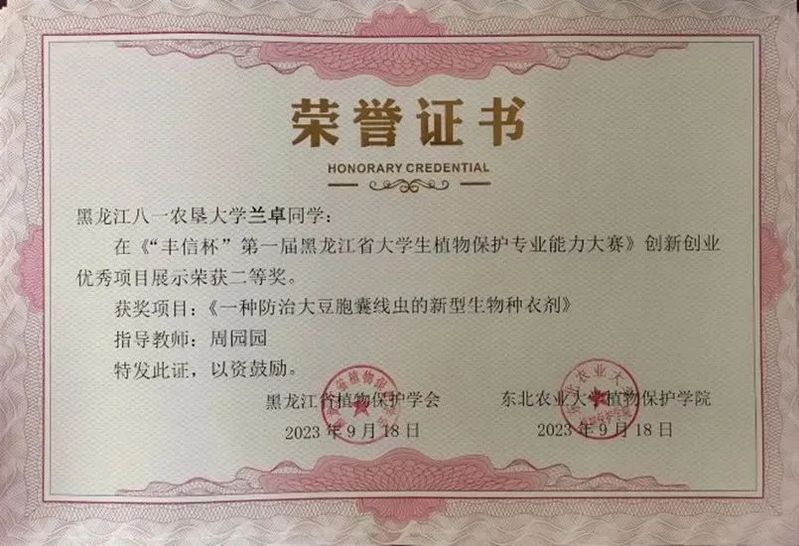 荣誉证书
HONORARY CREDENTIAL
黑龙江八一农垦大学兰卓同学：
在《“丰信杯”第一届黑龙江省大学生植物保护专业能力大赛》创新创业
优秀项目展示荣获二等奖。
获奖项目：《一种防治大豆胞囊线虫的新型生物种衣剂》
指导教师：周园园
特发此证，以资鼓励。
黑龙江省植物保护学会 东北农业大学植物保护学院
2023年9月18日 2023年9月18日